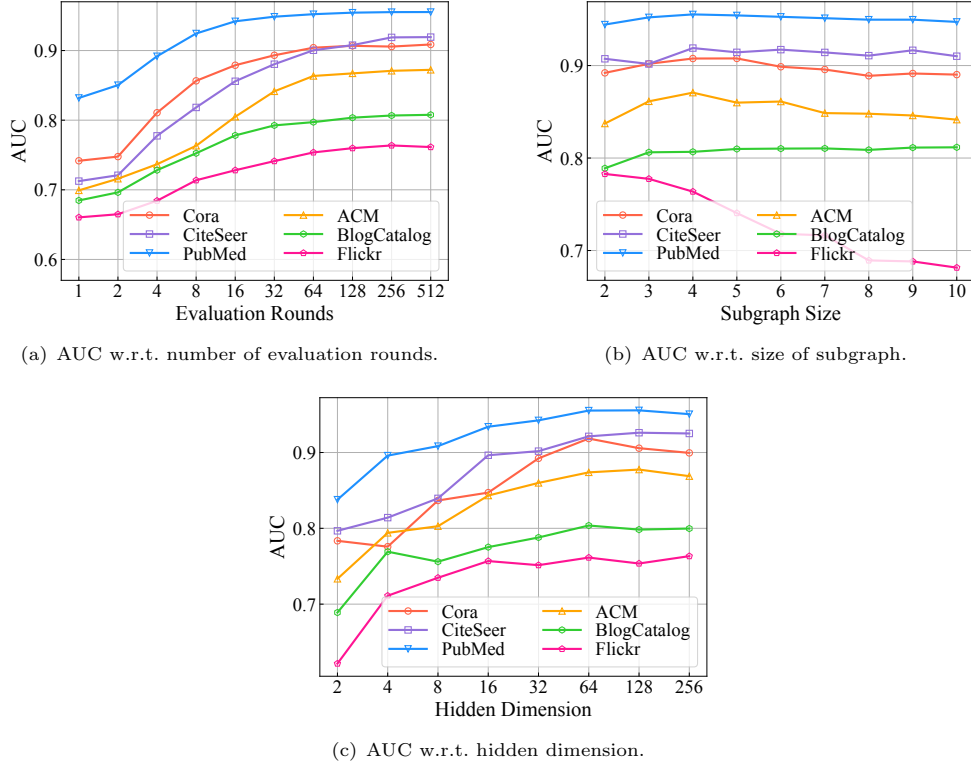 0.9
0.8
0.7
0.6
AUC
Cora
CiteSeer
PubMed
ACM
BlogCatalog
Flickr
1 2 4 8 16 32 64 128 256 512
Evaluation Rounds
(a) AUC w.r.t. number of evaluation rounds.
0.9
0.8
0.7
AUC
Cora
CiteSeer
PubMed
ACM
BlogCatalog
Flickr
2 3 4 5 6 7 8 9 10
Subgraph Size
(b) AUC w.r.t. size of subgraph.
0.9
0.8
0.7
AUC
Cora
CiteSeer
PubMed
ACM
BlogCatalog
Flickr
2 4 8 16 32 64 128 256
Hidden Dimension
(c) AUC w.r.t. hidden dimension.